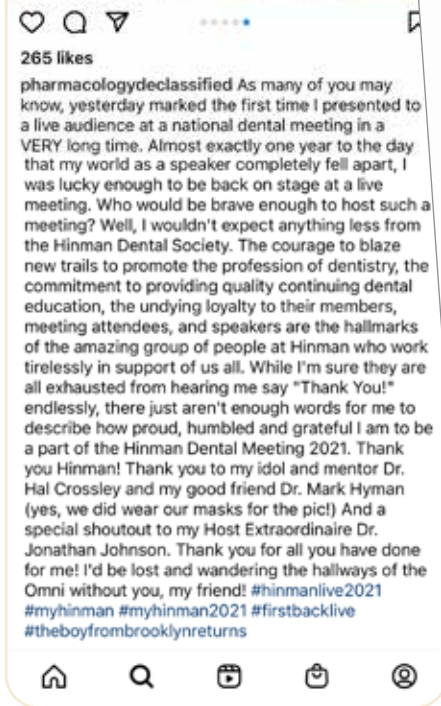 265 likes
pharmacologydeclassified As many of you may
know, yesterday marked the first time I presented to
a live audience at a national dental meeting in a
VERY long time. Almost exactly one year to the day
that my world as a speaker completely fell apart, I
was lucky enough to be back on stage at a live
meeting. Who would be brave enough to host such a
meeting? Well, I wouldn't expect anything less from
the Hinman Dental Society. The courage to blaze
new trails to promote the profession of dentistry, the
commitment to providing quality continuing dental
education, the undying loyalty to their members,
meeting attendees, and speakers are the hallmarks
of the amazing group of people at Hinman who work
tirelessly in support of us all. While I'm sure they are
all exhausted from hearing me say "Thank You!"
endlessly, there just aren't enough words for me to
describe how proud, humbled and grateful I am to be
a part of the Hinman Dental Meeting 2021. Thank
you Hinman! Thank you to my idol and mentor Dr.
Hal Crossley and my good friend Dr. Mark Hyman
(yes, we did wear our masks for the pic!) And a
special shoutout to my Host Extraordinaire Dr.
Jonathan Johnson. Thank you for all you have done
for me! I'd be lost and wandering the hallways of the
Omni without you, my friend! #hinmanlive2021
#myhinman #myhinman2021 #firstbacklive
#theboyfrombrooklynreturns